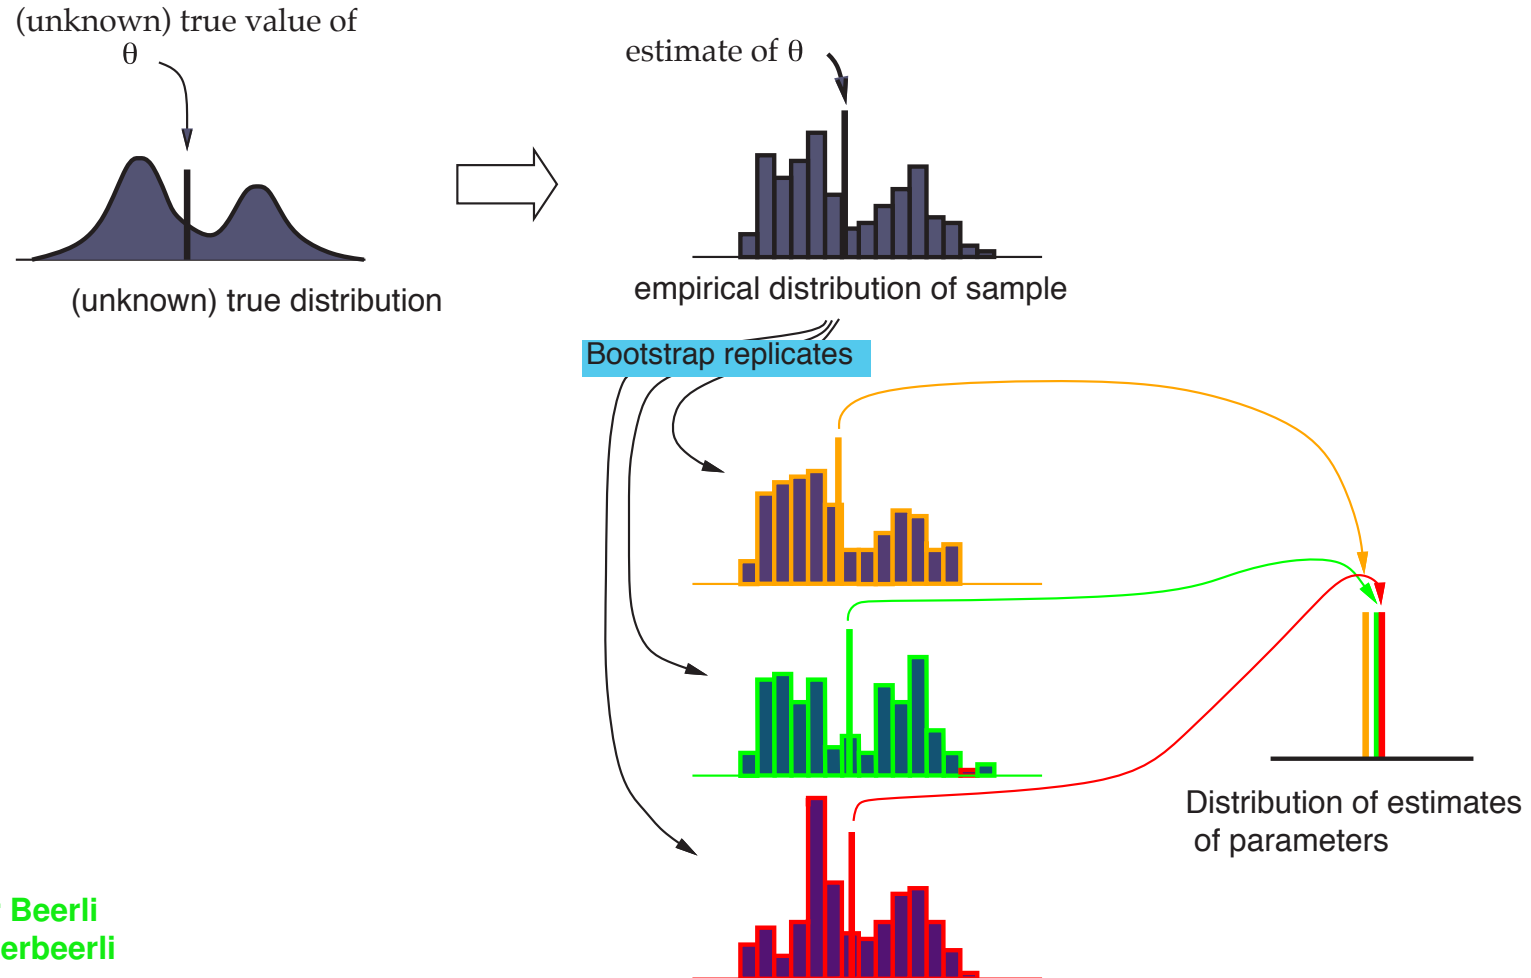 (unknown) true value of
θ
estimate of θ
(unknown) true distribution
empirical distribution of sample
Bootstrap replicates
Distribution of estimates
of parameters
Beerli
erbeerli